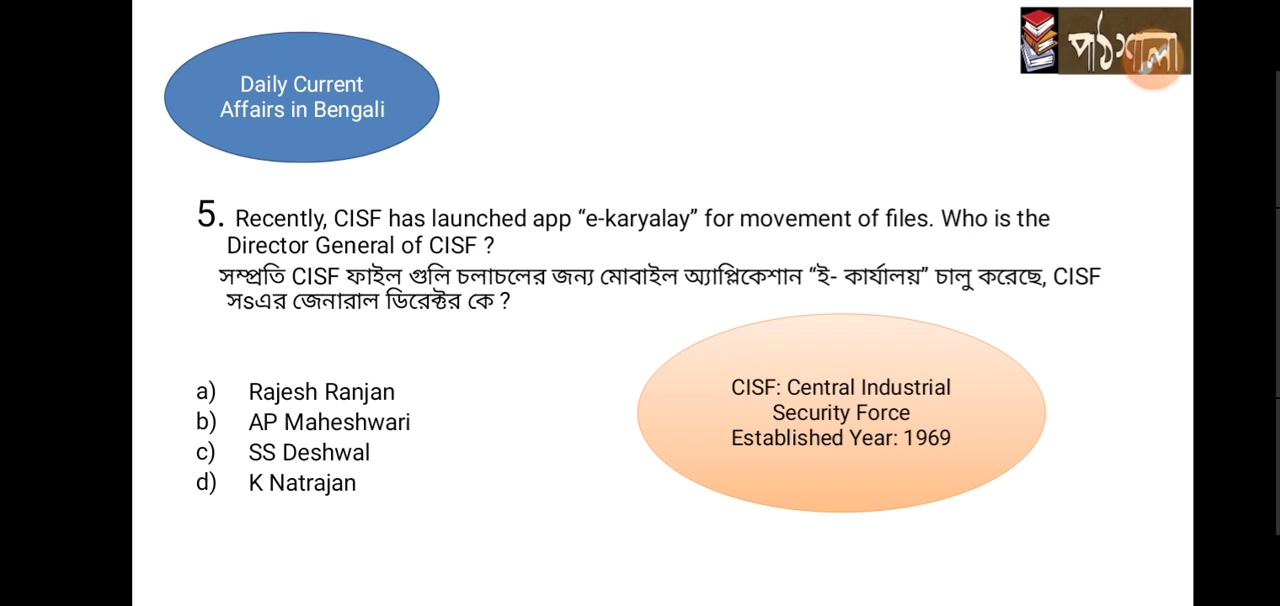 পাঠশালা
Daily Current
Affairs in Bengali
5. Recently, CISF has launched app “e-karyalay” for movement of files. Who is the
Director General of CISF ?
সম্প্রতি CISF ফাইল গুলি চলাচলের জন্য মোবাইল অ্যাপ্লিকেশান “ই- কার্যালয়” চালু করেছে, CISF
সsএর জেনারাল ডিরেক্টর কে ?
a) Rajesh Ranjan
b) AP Maheshwari
c) SS Deshwal
d) K Natrajan
CISF: Central Industrial
Security Force
Established Year: 1969